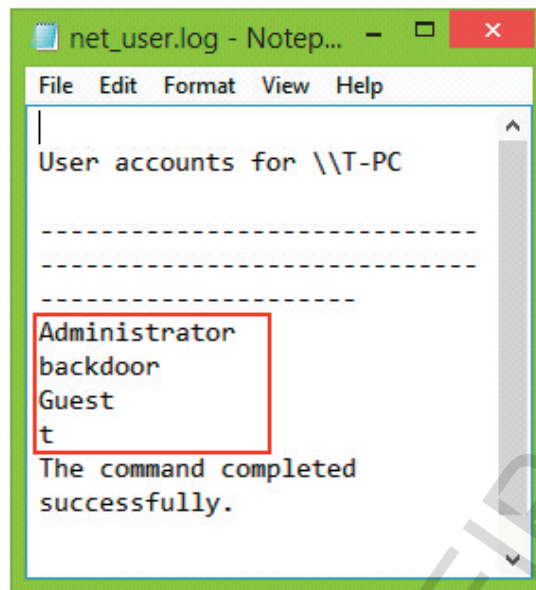 net_user.log - Notep...
File Edit Format View Help
User accounts for \\T-PC
-------------------------------
-------------------------------
----------------------
Administrator
backdoor
Guest
t
The command completed
successfully.